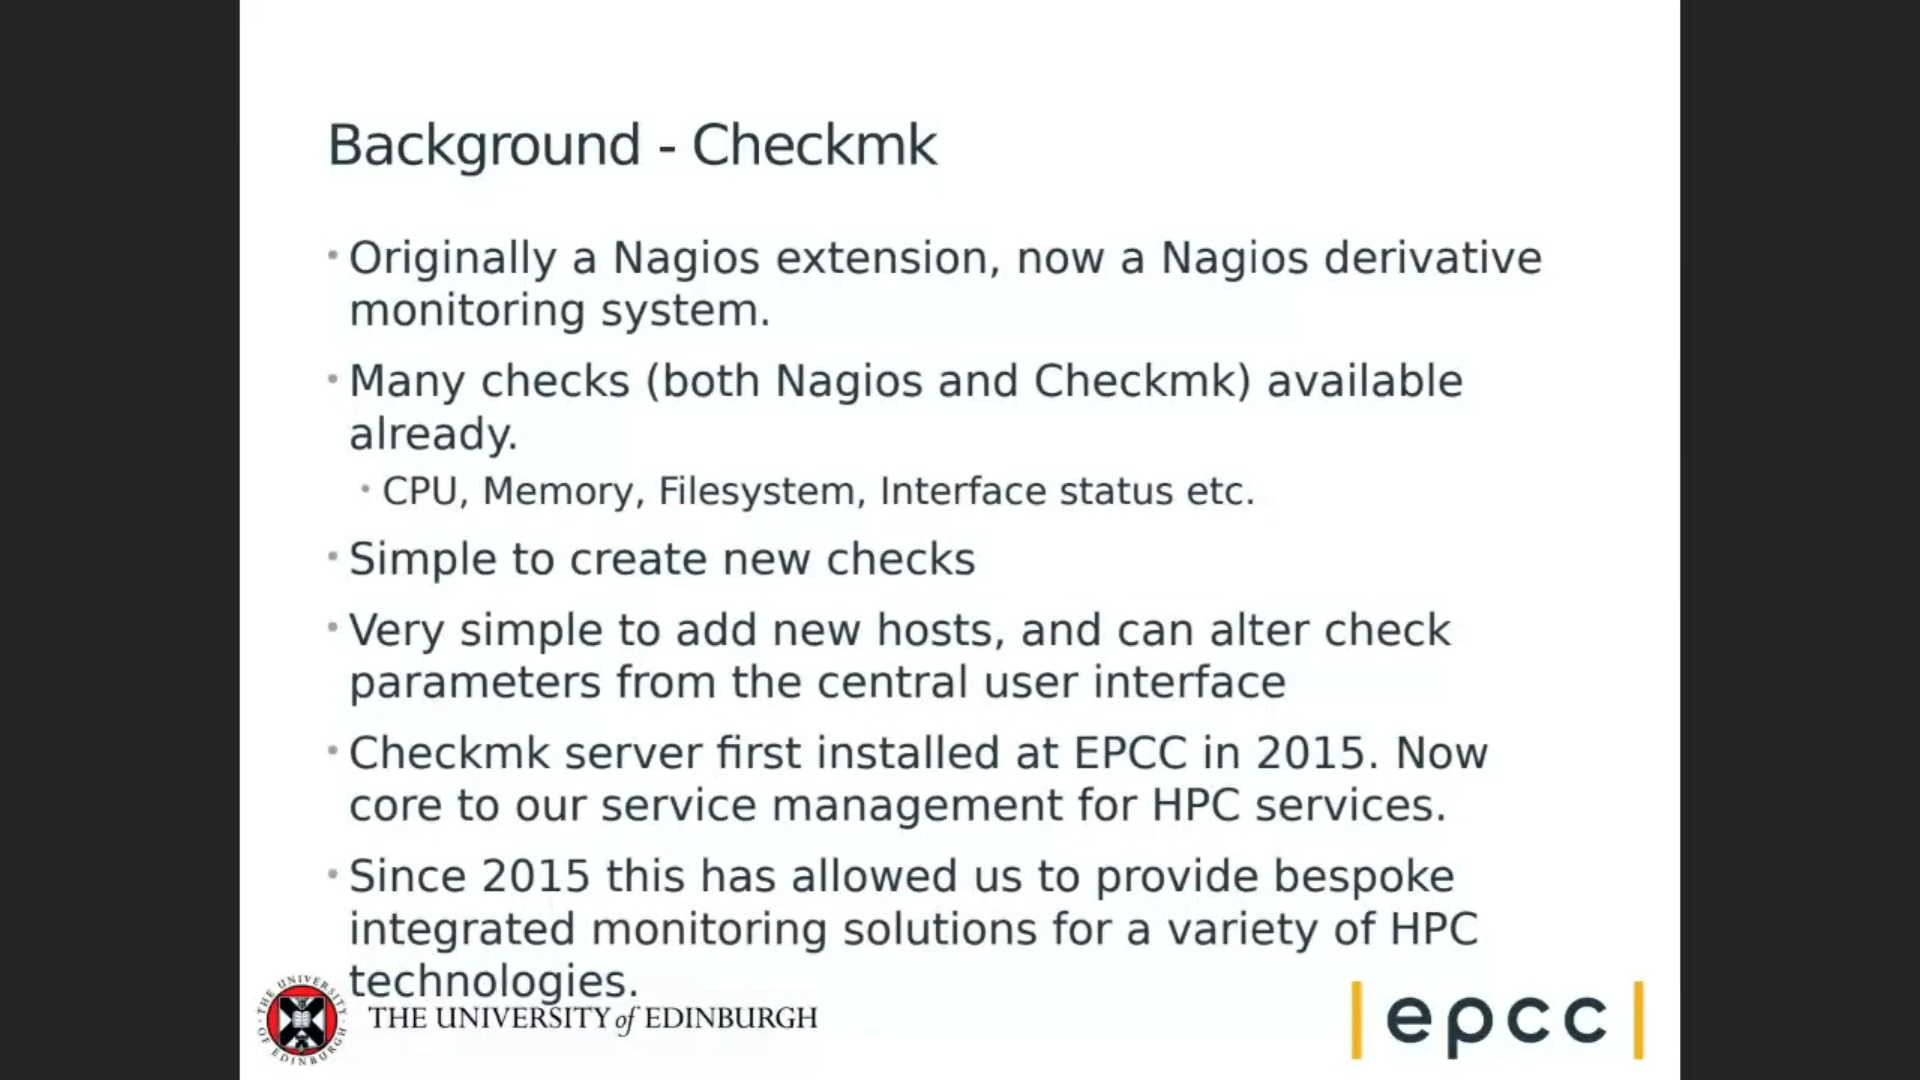 Background - Checkmk
Originally a Nagios extension, now a Nagios derivative
monitoring system.
Many checks (both Nagios and Checkmk) available
already.
CPU, Memory, Filesystem, Interface status etc.
Simple to create new checks
Very simple to add new hosts, and can alter check
parameters from the central user interface
Checkmk server first installed at EPCC in 2015. Now
core to our service management for HPC services.
Since 2015 this has allowed us to provide bespoke
integrated monitoring solutions for a variety of HPC
technologies.
THE UNIVERSITY OF EDINBURGH
THE UNIVERSITY of EDINBURGH
epcc